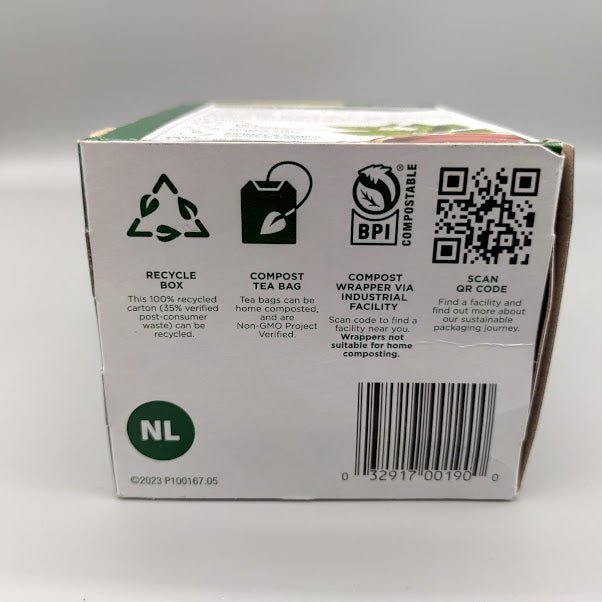 RECYCLE
BOX
This 100% recycled
carton (35% verified
post-consumer
waste) can be
recycled.
COMPOST
TEA BAG
Tea bags can be
home composted,
and are
Non-GMO Project
Verified.
®
BPI
COMPOSTABLE
COMPOST
WRAPPER VIA
INDUSTRIAL
FACILITY
Scan code to find a
facility near you.
Wrappers not
suitable for home
composting.
SCAN
QR CODE
Find a facility and
find out more about
our sustainable
packaging journey.
NL
©2023 P100167.05
0 32917 00190 0